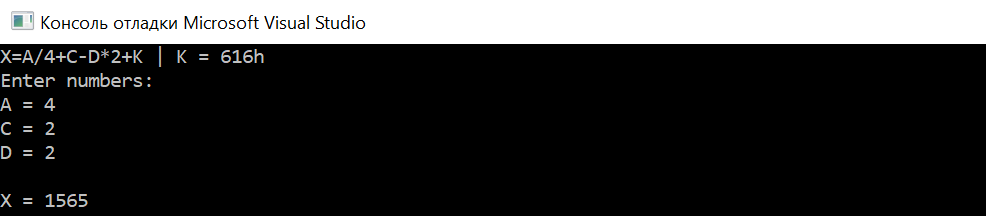 Консоль отладки Microsoft Visual Studio
X=A/4+C-D*2+K | K = 616h
Enter numbers:
A = 4
C = 2
D = 2
X = 1565